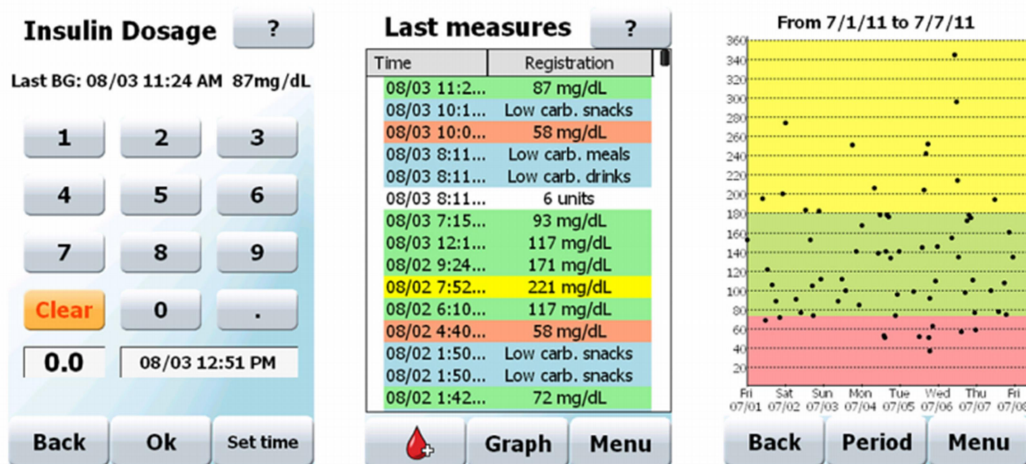 Insulin Dosage ?
Last BG: 08/03 11:24 AM 87mg/dL
1 2 3
4 5 6
7 8 9
Clear 0 .
0.0 08/03 12:51 PM
Back Ok Set time
Last measures ?
Time Registration
08/03 11:2... 87 mg/dL
08/03 10:1... Low carb. snacks
08/03 10:0... 58 mg/dL
08/03 8:11... Low carb. meals
08/03 8:11... Low carb. drinks
08/03 8:11... 6 units
08/03 7:15... 93 mg/dL
08/03 12:1... 117 mg/dL
08/02 9:24... 171 mg/dL
08/02 7:52... 221 mg/dL
08/02 6:10... 117 mg/dL
08/02 4:40... 58 mg/dL
08/02 1:50... Low carb. snacks
08/02 1:50... Low carb. snacks
08/02 1:42... 72 mg/dL
Graph Menu
From 7/1/11 to 7/7/11
360
340
320
300
280
260
240
220
200
180
160
140
120
100
80
60
40
20
Fri Sat Sun Mon Tue Wed Thu Fri
07/01 07/02 07/03 07/04 07/05 07/06 07/07 07/08
Back Period Menu